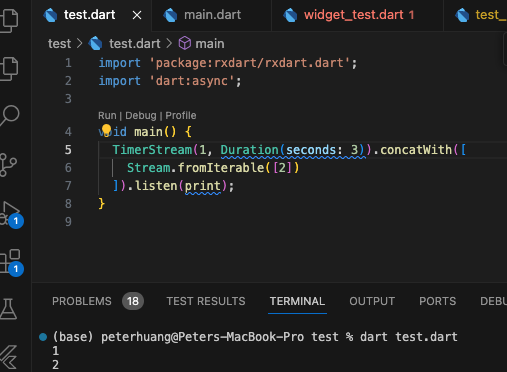 test.dart
main.dart
widget_test.dart 1
test_
test > test.dart > main
1 import 'package:rxdart/rxdart.dart';
2 import 'dart:async';
3
Run | Debug | Profile
4 void main() {
5 TimerStream(1, Duration(seconds: 3)).concatWith([
6 Stream.fromIterable([2])
7 ]).listen(print);
8 }
9
1
1
PROBLEMS 18 TEST RESULTS TERMINAL OUTPUT PORTS DEBU
(base) peterhuang@Peters-MacBook-Pro test % dart test.dart
1
2